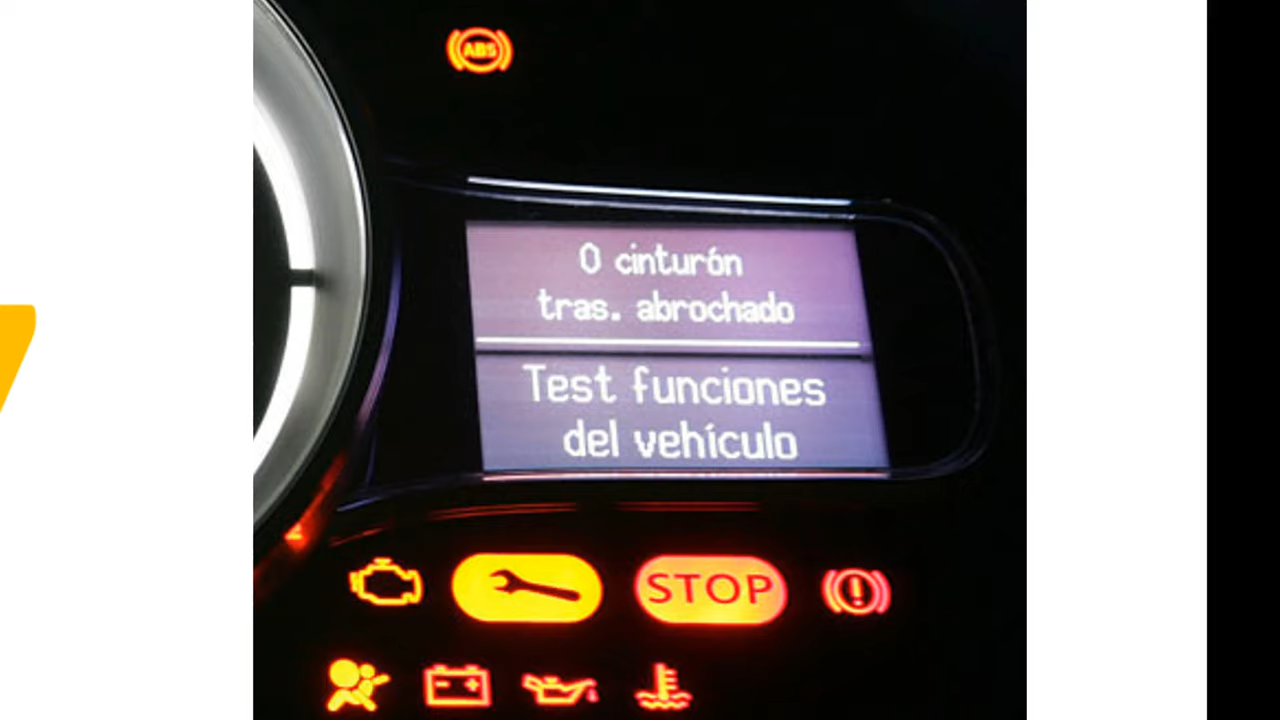 ABS
0 cinturón
tras. abrochado
Test funciones
del vehículo
STOP